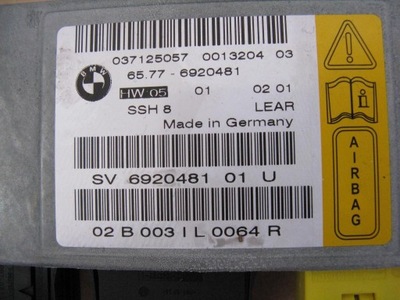 BMW
037125057 0013204 03
65.77 - 6920481
HW 05 01 02 01
SSH 8 LEAR
Made in Germany
SV 6920481 01 U
02 B 003 I L 0064 R
AIRBAG